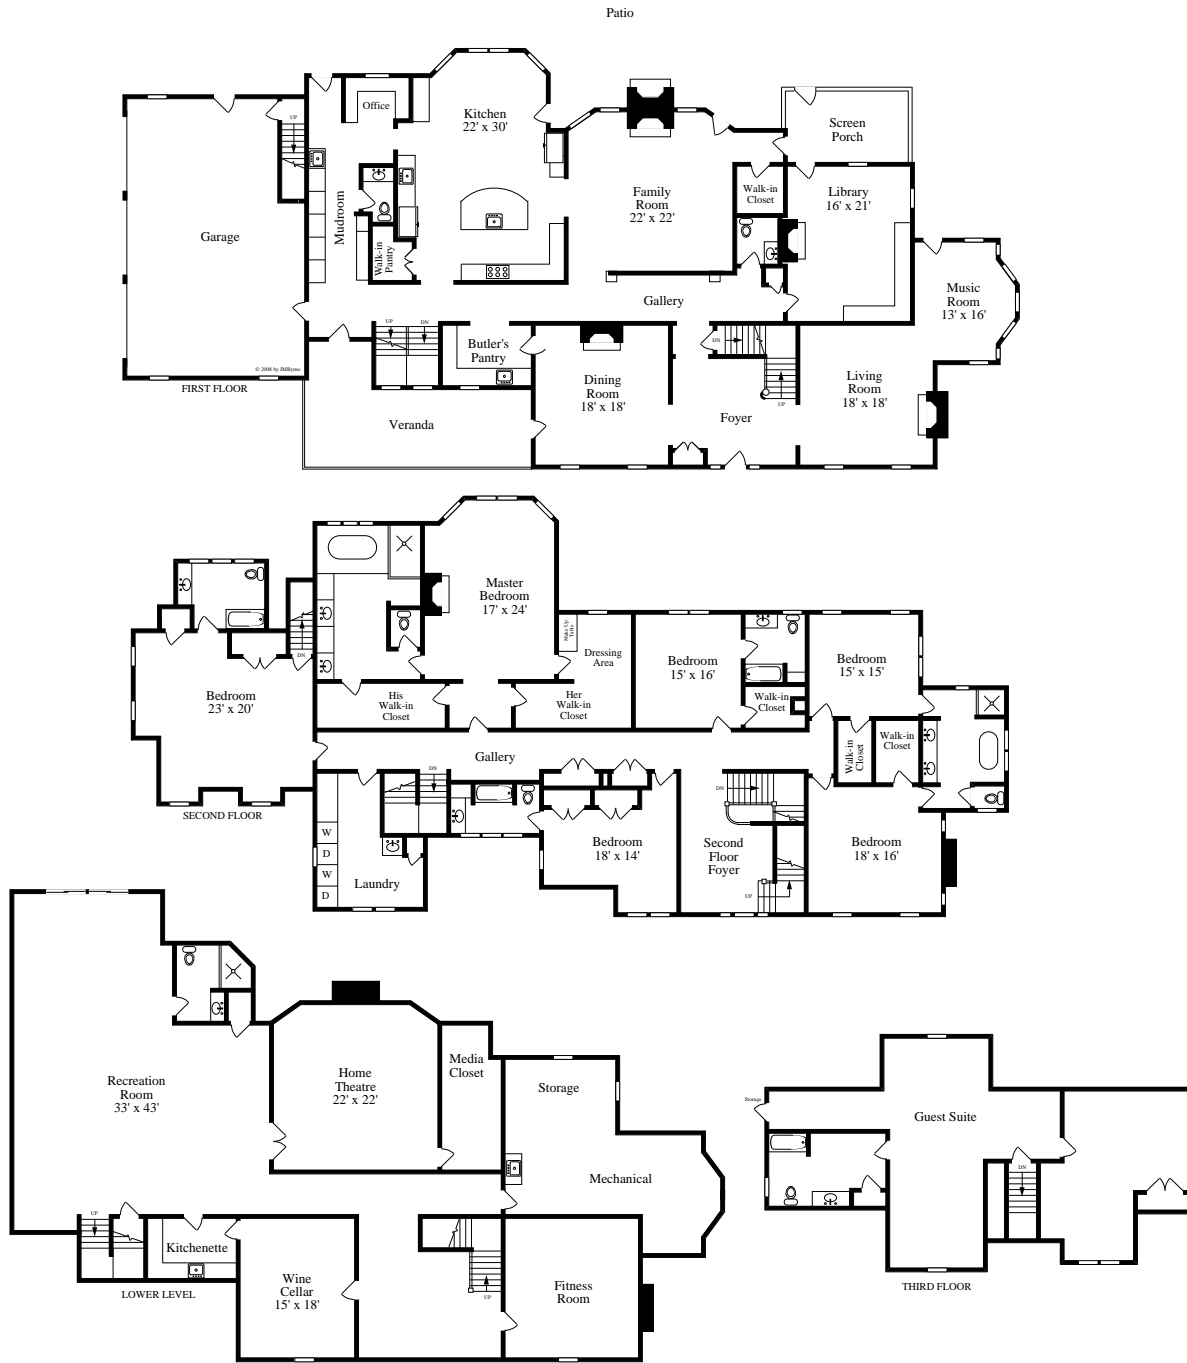 Patio
Office
Kitchen
22' x 30'
UP
Screen
Porch
Mudroom
Family
Room
22' x 22'
Walk-in
Closet
Library
16' x 21'
Garage
Walk-in
Pantry
Gallery
Music
Room
13' x 16'
UP
DN
Butler's
Pantry
DN
© 2008 by JMByrne
FIRST FLOOR
Dining
Room
18' x 18'
Living
Room
18' x 18'
UP
Veranda
Foyer
Master
Bedroom
17' x 24'
Make Up
Table
Dressing
Area
DN
Bedroom
15' x 16'
Bedroom
15' x 15'
Bedroom
23' x 20'
His
Walk-in
Closet
Her
Walk-in
Closet
Walk-in
Closet
Walk-in
Closet
Walk-in
Closet
Gallery
DN
DN
SECOND FLOOR
W
D
W
D
Laundry
Bedroom
18' x 14'
Second
Floor
Foyer
UP
Bedroom
18' x 16'
Recreation
Room
33' x 43'
Home
Theatre
22' x 22'
Media
Closet
Storage
Mechanical
UP
Kitchenette
LOWER LEVEL
Wine
Cellar
15' x 18'
UP
Fitness
Room
Storage
Guest Suite
DN
THIRD FLOOR